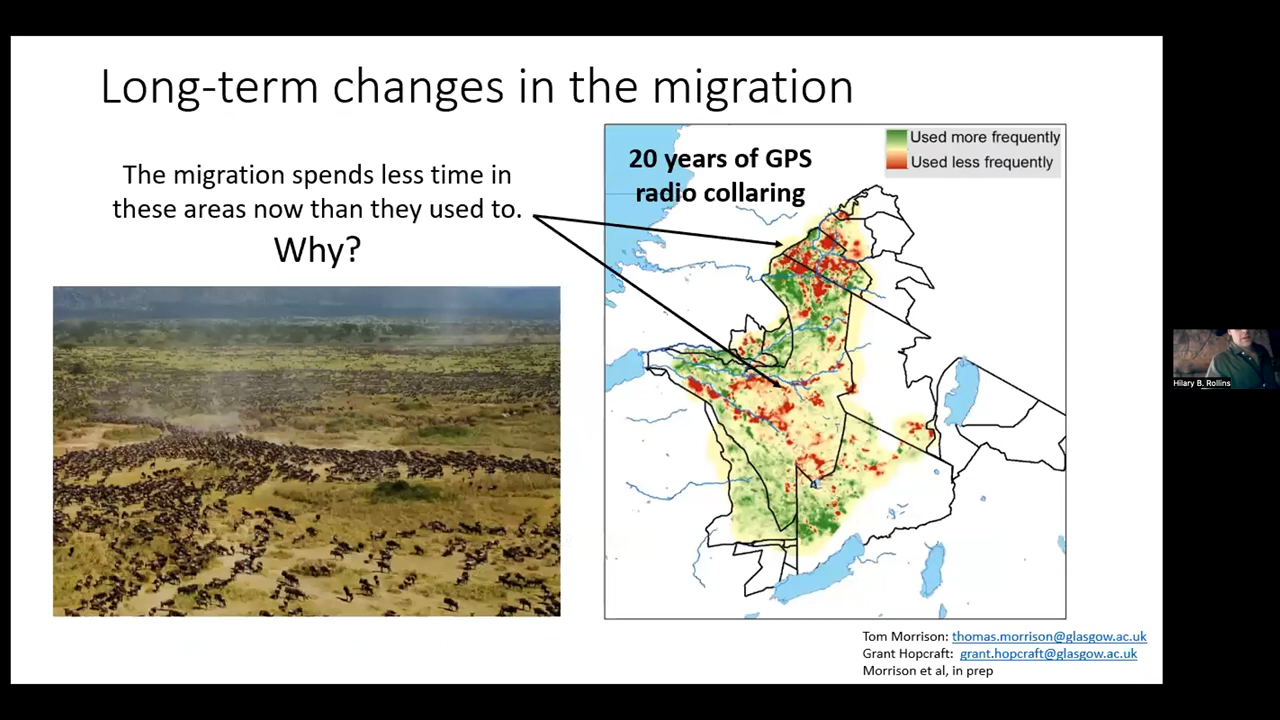 Long-term changes in the migration
The migration spends less time in
these areas now than they used to.
Why?
20 years of GPS
radio collaring
Used more frequently
Used less frequently
Hilary B. Rollins
Tom Morrison: thomas.morrison@glasgow.ac.uk
Grant Hopcraft: grant.hopcraft@glasgow.ac.uk
Morrison et al, in prep